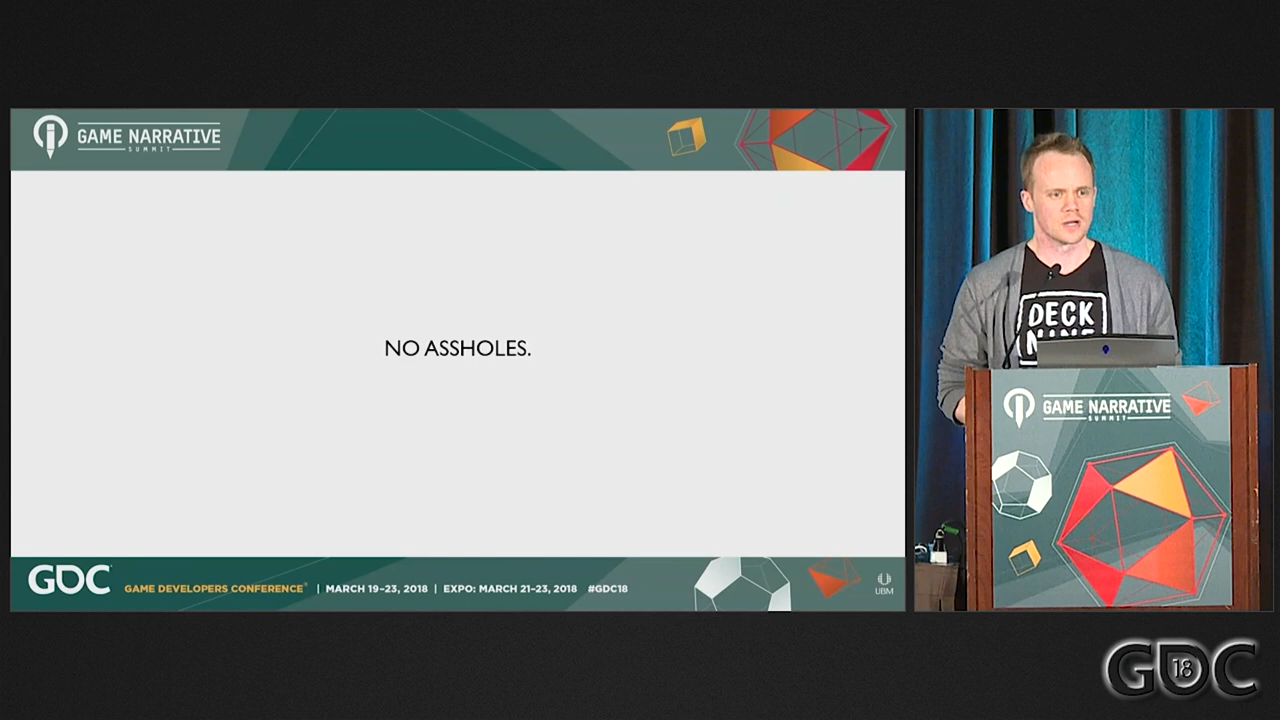 GAME NARRATIVE
SUMMIT
NO ASSHOLES.
GDC GAME DEVELOPERS CONFERENCE® | MARCH 19–23, 2018 | EXPO: MARCH 21–23, 2018 #GDC18
UBM
DECK
NINE
GAME NARRATIVE
SUMMIT
GDC
18